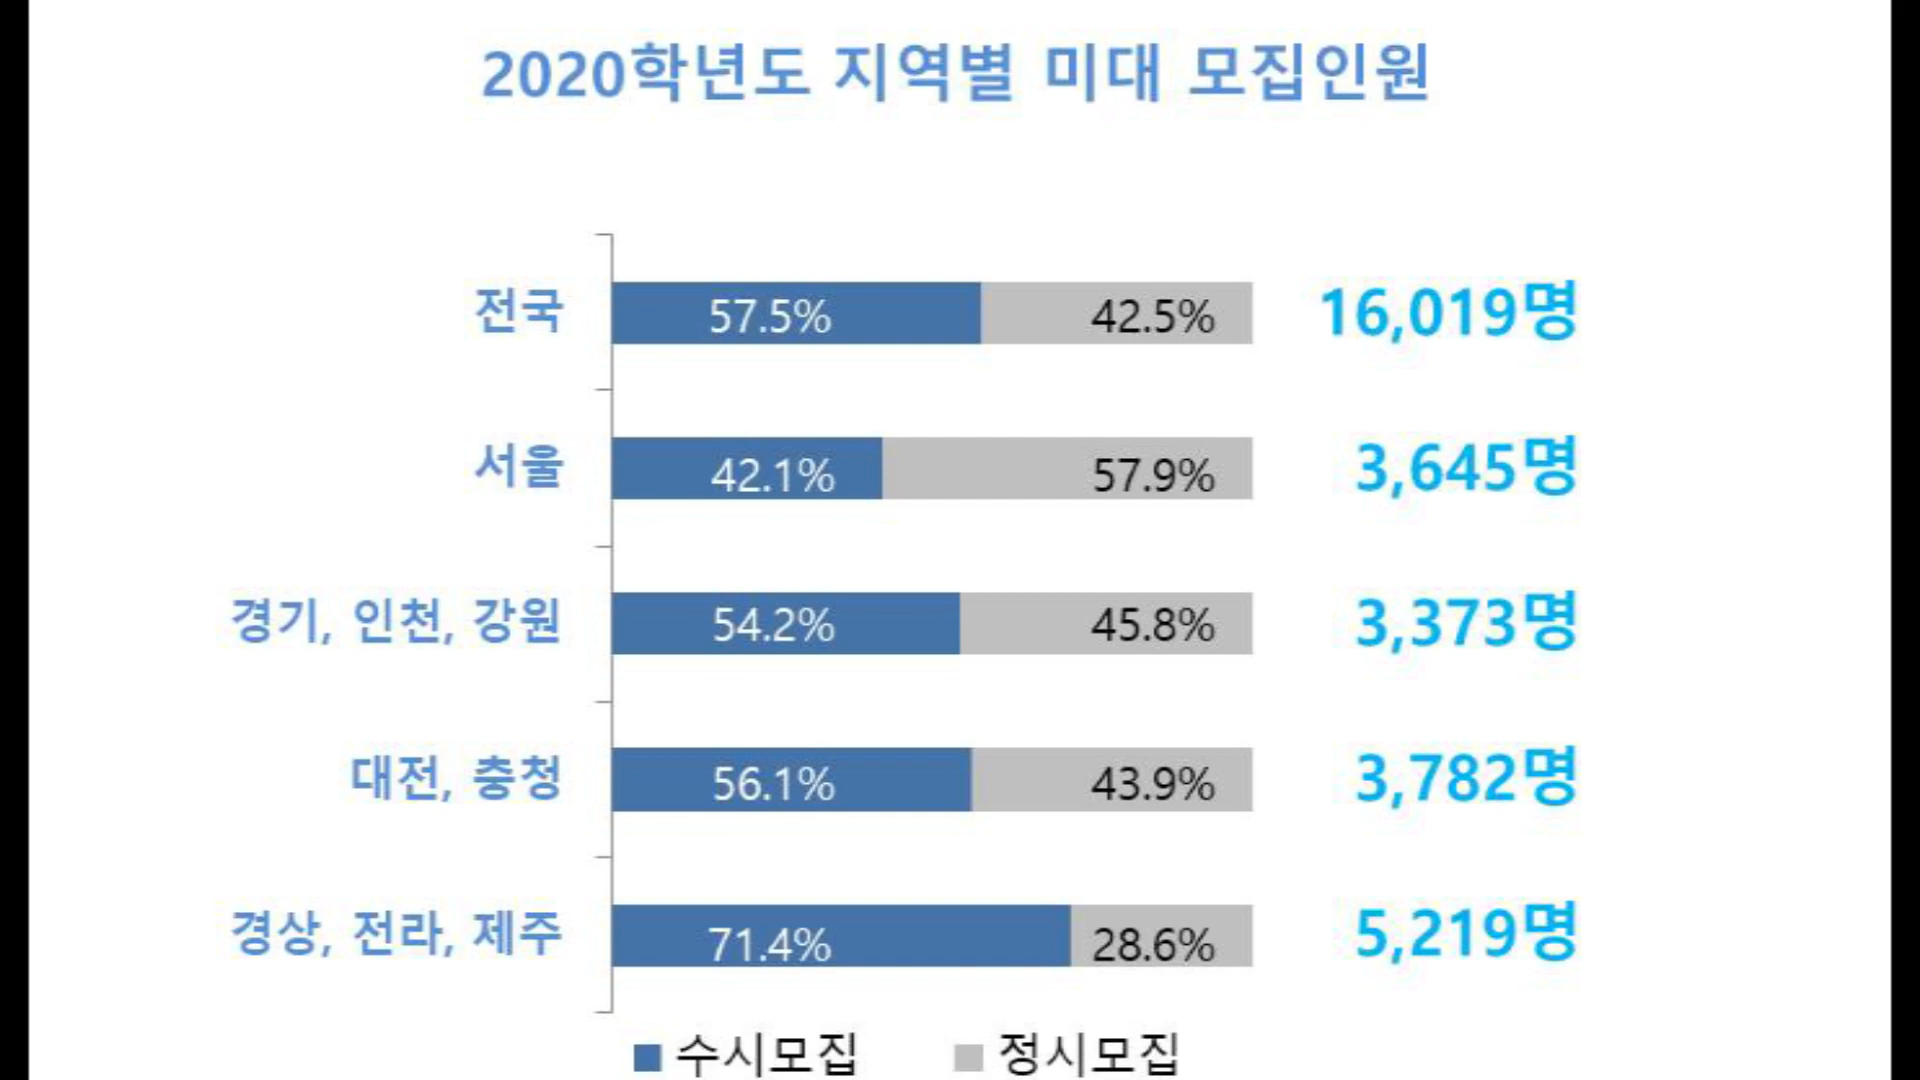 2020학년도 지역별 미대 모집인원
전국 57.5% 42.5% 16,019명
서울 42.1% 57.9% 3,645명
경기, 인천, 강원 54.2% 45.8% 3,373명
대전, 충청 56.1% 43.9% 3,782명
경상, 전라, 제주 71.4% 28.6% 5,219명
수시모집 정시모집